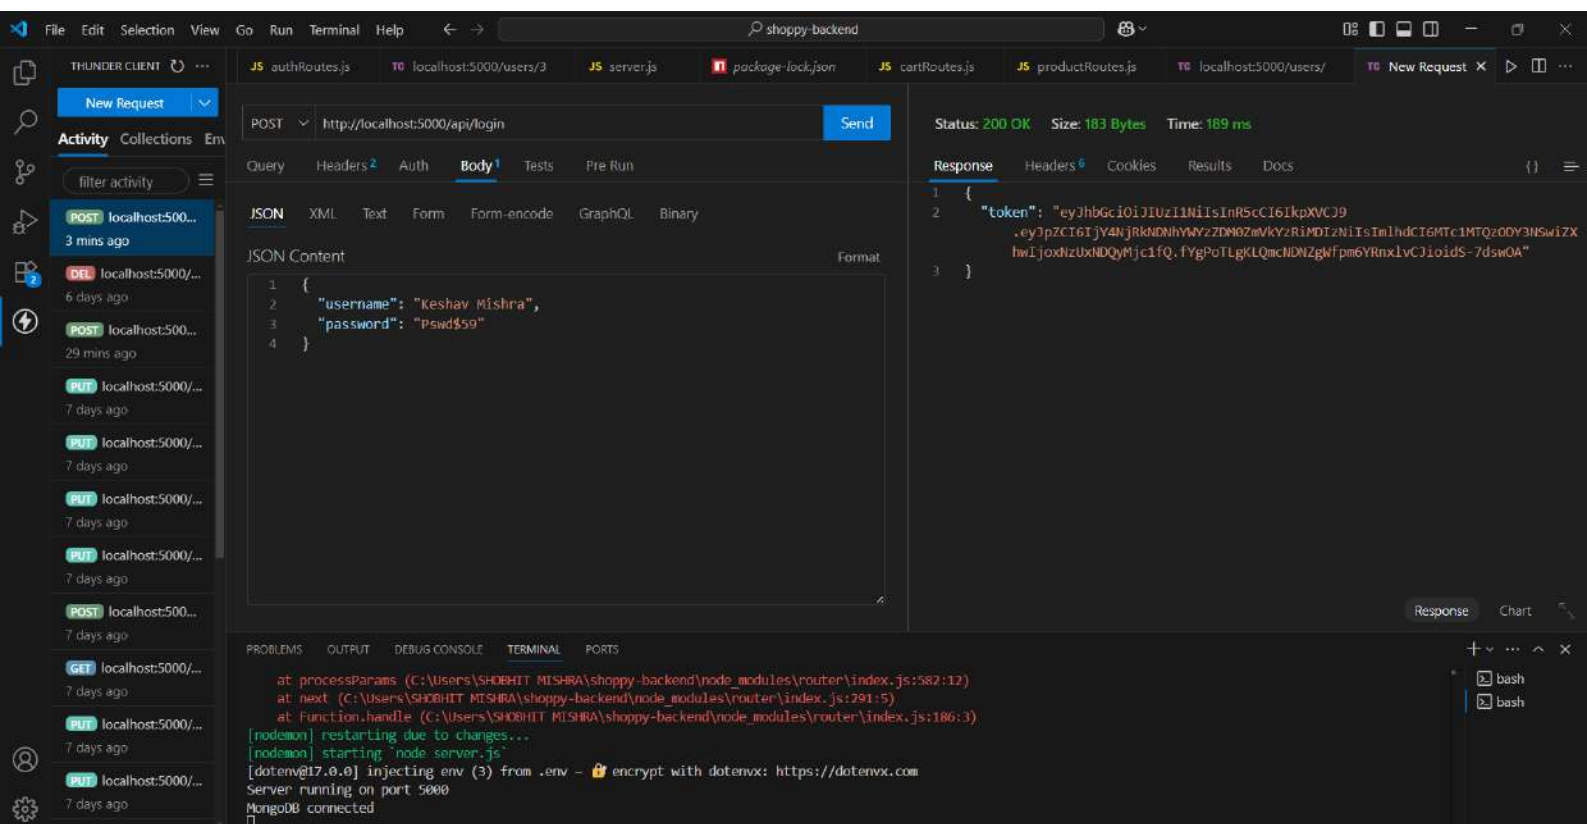 File Edit Selection View Go Run Terminal Help
shoppy-backend
THUNDER CLIENT
JS authRoutes.js
TC localhost:5000/users/3
JS server.js
package-lock.json
JS cartRoutes.js
JS productRoutes.js
TC localhost:5000/users/
TC New Request
New Request
Activity Collections Env
filter activity
POST localhost:500...
3 mins ago
DEL localhost:5000/...
6 days ago
POST localhost:500...
29 mins ago
PUT localhost:5000/...
7 days ago
PUT localhost:5000/...
7 days ago
PUT localhost:5000/...
7 days ago
PUT localhost:5000/...
7 days ago
POST localhost:500...
7 days ago
GET localhost:5000/...
7 days ago
PUT localhost:5000/...
7 days ago
PUT localhost:5000/...
7 days ago
2
POST http://localhost:5000/api/login Send
Query Headers 2 Auth Body 1 Tests Pre Run
JSON XML Text Form Form-encode GraphQL Binary
JSON Content Format
1 {
2 "username": "Keshav Mishra",
3 "password": "Pswd$59"
4 }
Status: 200 OK Size: 183 Bytes Time: 189 ms
Response Headers 6 Cookies Results Docs {}
1 {
2 "token": "eyJhbGciOiJIUzI1NiIsInR5cCI6IkpXVCJ9
3 }
Response Chart
PROBLEMS OUTPUT DEBUG CONSOLE TERMINAL PORTS
at processParams (C:\Users\SHOBHIT MISHRA\shoppy-backend\node_modules\router\index.js:582:12)
at next (C:\Users\SHOBHIT MISHRA\shoppy-backend\node_modules\router\index.js:291:5)
at Function.handle (C:\Users\SHOBHIT MISHRA\shoppy-backend\node_modules\router\index.js:186:3)
[nodemon] restarting due to changes...
[nodemon] starting `node server.js`
[dotenv@17.0.0] injecting env (3) from .env – 🔐 encrypt with dotenvx: https://dotenvx.com
Server running on port 5000
MongoDB connected
bash
bash